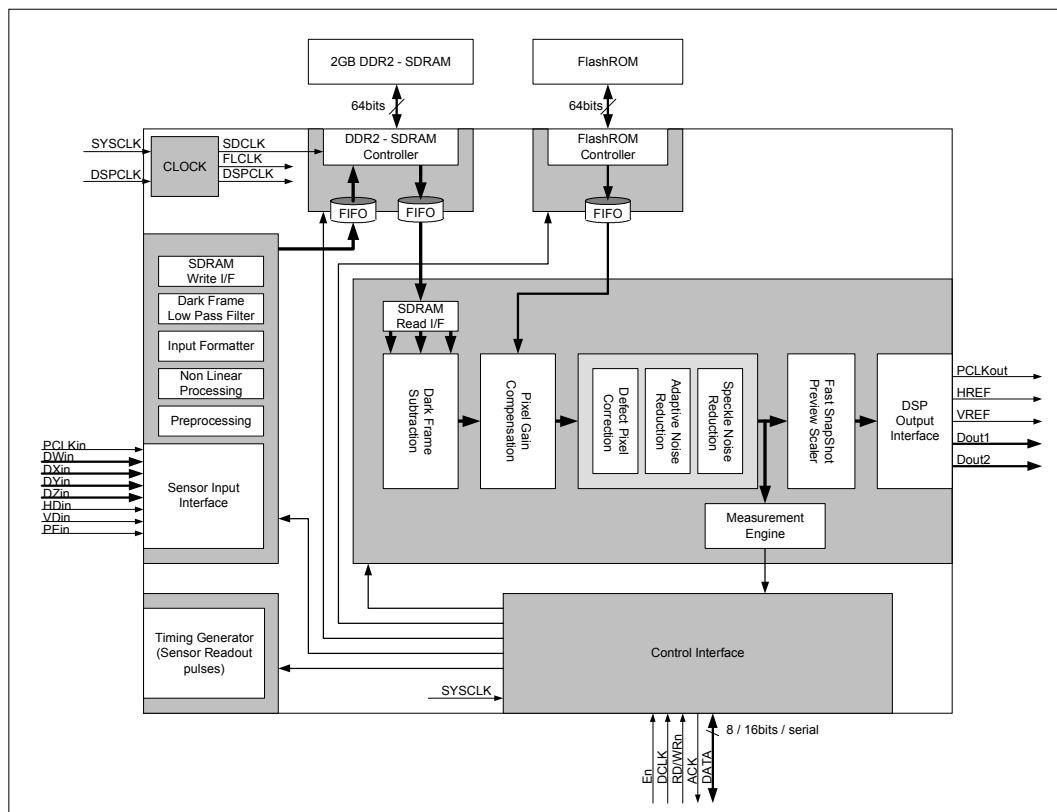 2GB DDR2 - SDRAM
FlashROM
64bits
64bits
SYSCLK
DSPCLK
CLOCK
SDCLK
FLCLK
DSPCLK
DDR2 - SDRAM
Controller
FlashROM
Controller
FIFO
FIFO
FIFO
SDRAM
Write I/F
Dark Frame
Low Pass Filter
Input Formatter
Non Linear
Processing
Preprocessing
Sensor Input
Interface
PCLKin
DWin
DXin
DYin
DZin
HDin
VDin
PEin
SDRAM
Read I/F
Dark Frame
Subtraction
Pixel Gain
Compensation
Defect Pixel
Correction
Adaptive Noise
Reduction
Speckle Noise
Reduction
Fast SnapShot
Preview Scaler
DSP
Output
Interface
PCLKout
HREF
VREF
Dout1
Dout2
Measurement
Engine
Timing Generator
(Sensor Readout
pulses)
Control Interface
SYSCLK
En
DCLK
RD/WRn
ACK
DATA
8 / 16bits / serial